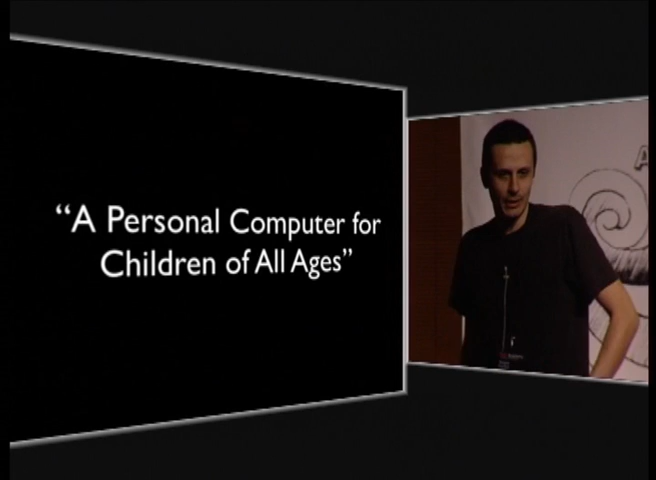 “A Personal Computer for
Children of All Ages”